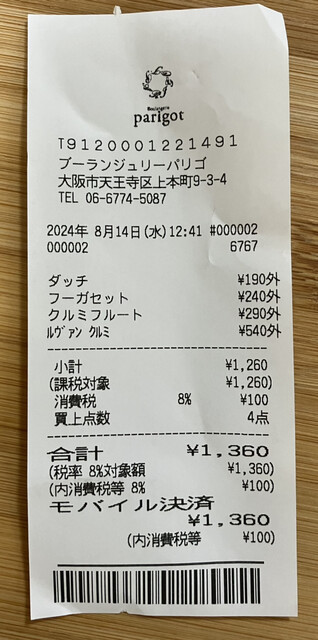 Boulangerie
parigot
T9120001221491
ブーランジュリーパリゴ
大阪市天王寺区上本町9-3-4
TEL 06-6774-5087
2024年 8月14日(水)12:41 #000002
000002 6767
ダッチ ¥190外
フーガセット ¥240外
クルミフルート ¥290外
ﾙヴァン ｸﾙﾐ ¥540外
小計 ¥1,260
(課税対象 ¥1,260)
消費税 8% ¥100
買上点数 4点
合計 ¥1,360
(税率 8%対象額 ¥1,360)
(内消費税等 8% ¥100)
モバイル決済
¥1,360
(内消費税等 ¥100)